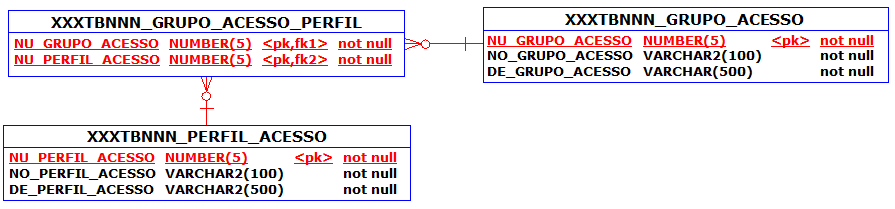 XXXTBNNN_GRUPO_ACESSO_PERFIL
NU_GRUPO_ACESSO NUMBER(5) <pk,fk1> not null
NU_PERFIL_ACESSO NUMBER(5) <pk,fk2> not null
XXXTBNNN_GRUPO_ACESSO
NU_GRUPO_ACESSO NUMBER(5) <pk> not null
NO_GRUPO_ACESSO VARCHAR2(100) not null
DE_GRUPO_ACESSO VARCHAR(500) not null
XXXTBNNN_PERFIL_ACESSO
NU_PERFIL_ACESSO NUMBER(5) <pk> not null
NO_PERFIL_ACESSO VARCHAR2(100) not null
DE_PERFIL_ACESSO VARCHAR2(500) not null